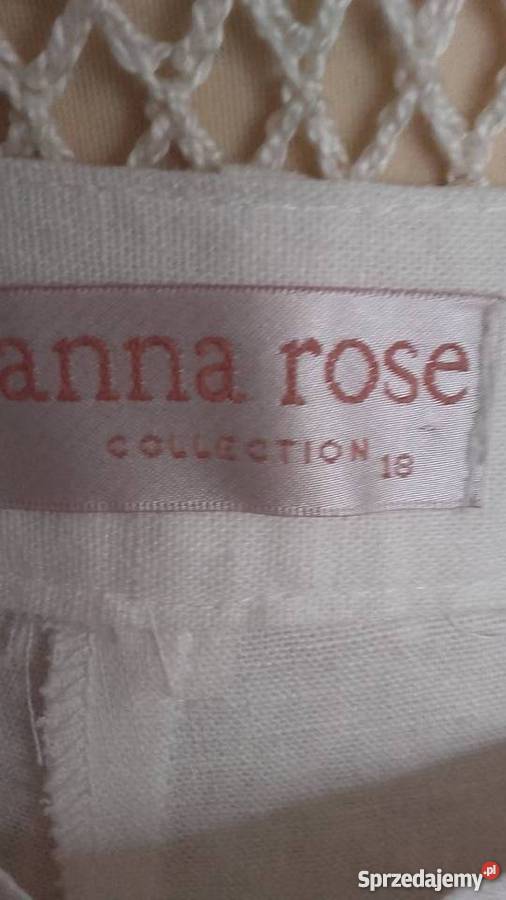 anna rose
COLLECTION 18
Sprzedajemy.pl